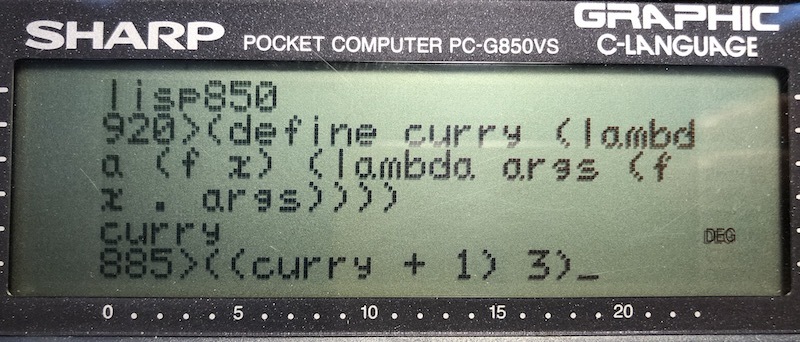 SHARP POCKET COMPUTER PC-G850VS GRAPHIC C-LANGUAGE
lisp850
920>(define curry (lambd
a (f x) (lambda args (f
x . args))))
curry
DEG
885>((curry + 1) 3)_
0 . . . . 5 . . . . 10 . . . . 15 . . . . 20 . . .